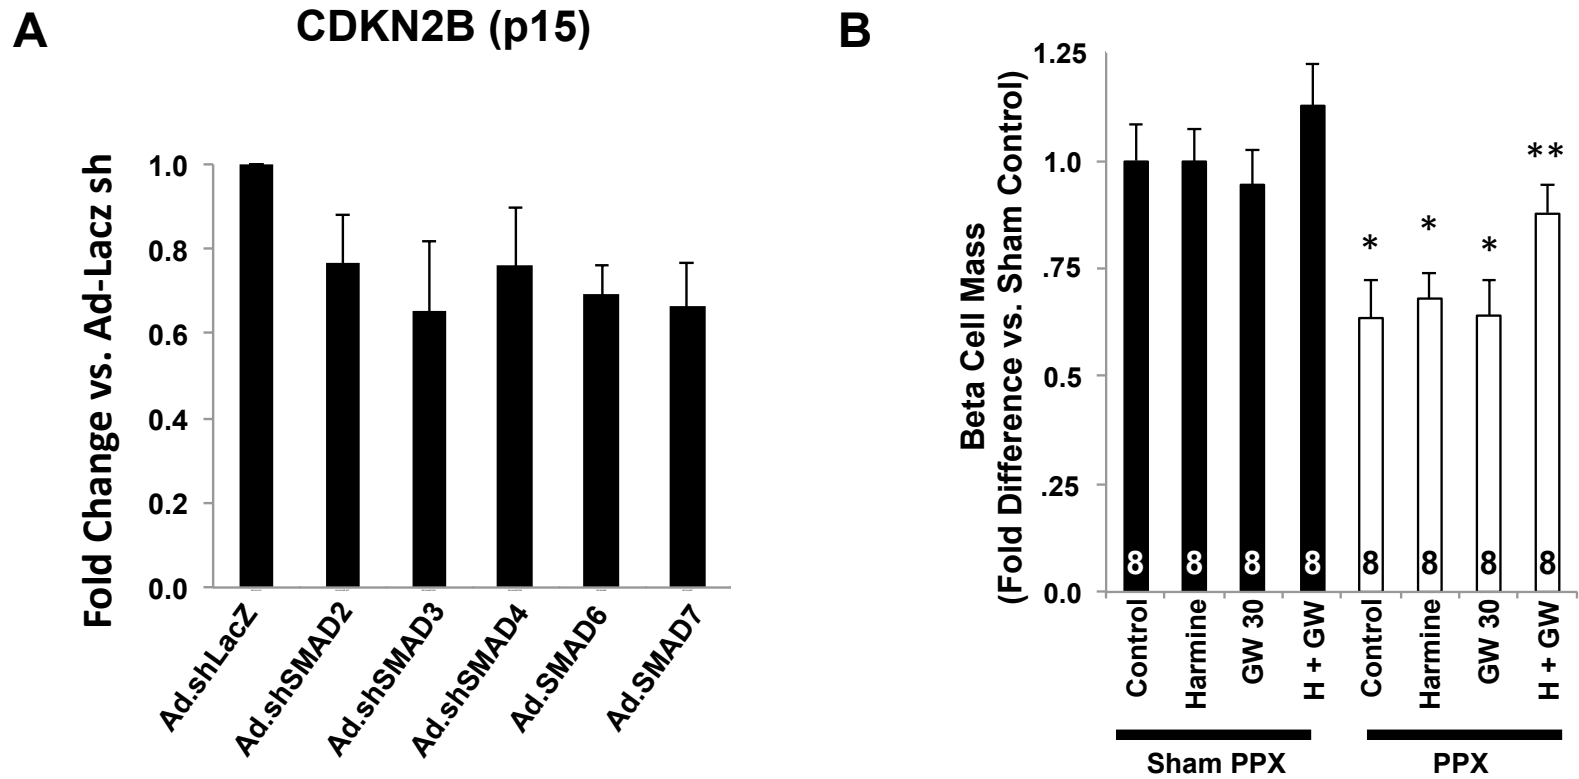 A
CDKN2B (p15)
Fold Change vs. Ad-Lacz sh
1.0
0.8
0.6
0.4
0.2
0.0
Ad.shLacZ
Ad.shSMAD2
Ad.shSMAD3
Ad.shSMAD4
Ad.SMAD6
Ad.SMAD7
B
Beta Cell Mass
(Fold Difference vs. Sham Control)
1.25
1.0
.75
0.5
.25
0.0
* * * **
8 8 8 8 8 8 8 8
Control
Harmine
GW 30
H + GW
Control
Harmine
GW 30
H + GW
Sham PPX
PPX